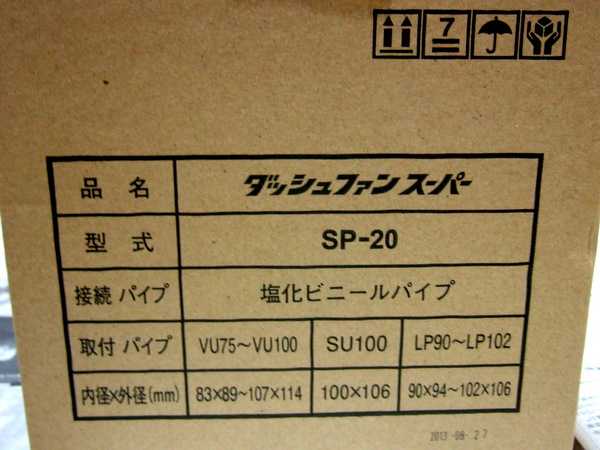 7
品名 ダッシュファンスーパー
型式 SP-20
接続 パイプ 塩化ビニールパイプ
取付 パイプ VU75～VU100 SU100 LP90～LP102
内径×外径(mm) 83×89~107×114 100×106 90×94~102×106
2013-08-27